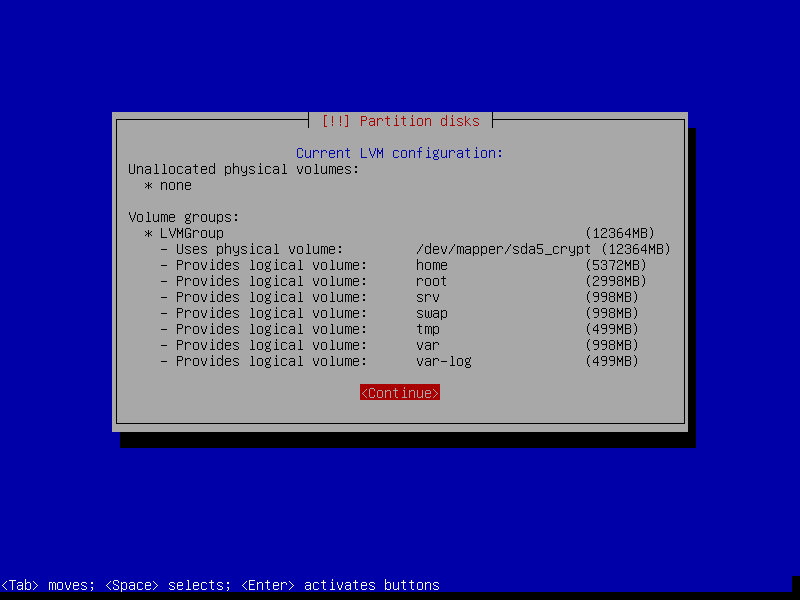 [!!] Partition disks
Current LVM configuration:
Unallocated physical volumes:
* none
Volume groups:
* LVMGroup (12364MB)
- Uses physical volume: /dev/mapper/sda5_crypt (12364MB)
- Provides logical volume: home (5372MB)
- Provides logical volume: root (2998MB)
- Provides logical volume: srv (998MB)
- Provides logical volume: swap (998MB)
- Provides logical volume: tmp (499MB)
- Provides logical volume: var (998MB)
- Provides logical volume: var-log (499MB)
<Continue>
<Tab> moves; <Space> selects; <Enter> activates buttons